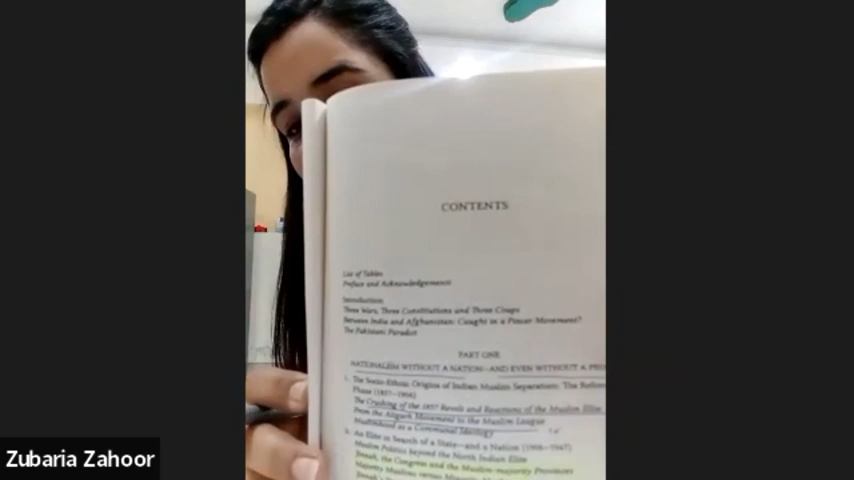 CONTENTS
List of Tables
Preface and Acknowledgements
Introduction
Three Wars, Three Constitutions and Three Coups
Between India and Afghanistan: Caught in a Pincer Movement?
The Pakistani Paradox
PART ONE
NATIONALISM WITHOUT A NATION—AND EVEN WITHOUT A
1. The Socio-Ethnic Origins of Indian Muslim Separatism: The
Phase (1857–1906)
The Crushing of the 1857 Revolt and Reactions of the Muslim Elite
From the Aligarh Movement to the Muslim League
Muslimhood as a Communal Ideology
2. An Elite in Search of a State—and a Nation (1906–1947)
Muslim Politics beyond the North Indian Elite
Jinnah, the Congress and the Muslim-majority Provinces
Majority Muslims versus
Zubaria Zahoor